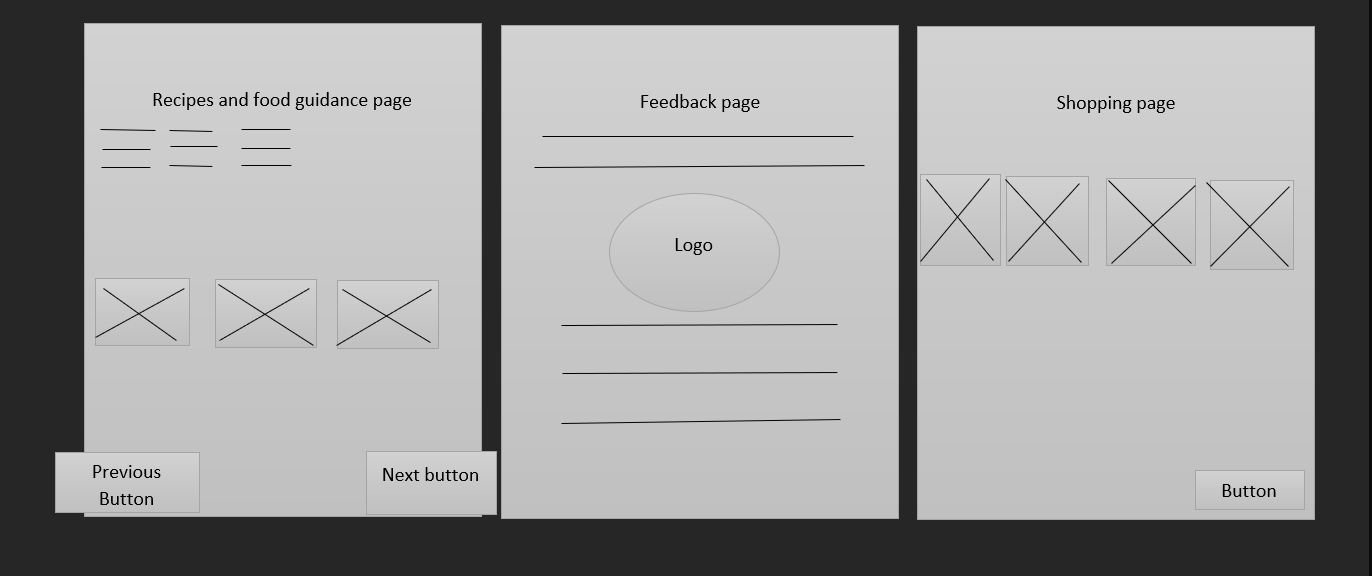 Recipes and food guidance page
Previous
Button
Next button
Feedback page
Logo
Shopping page
Button